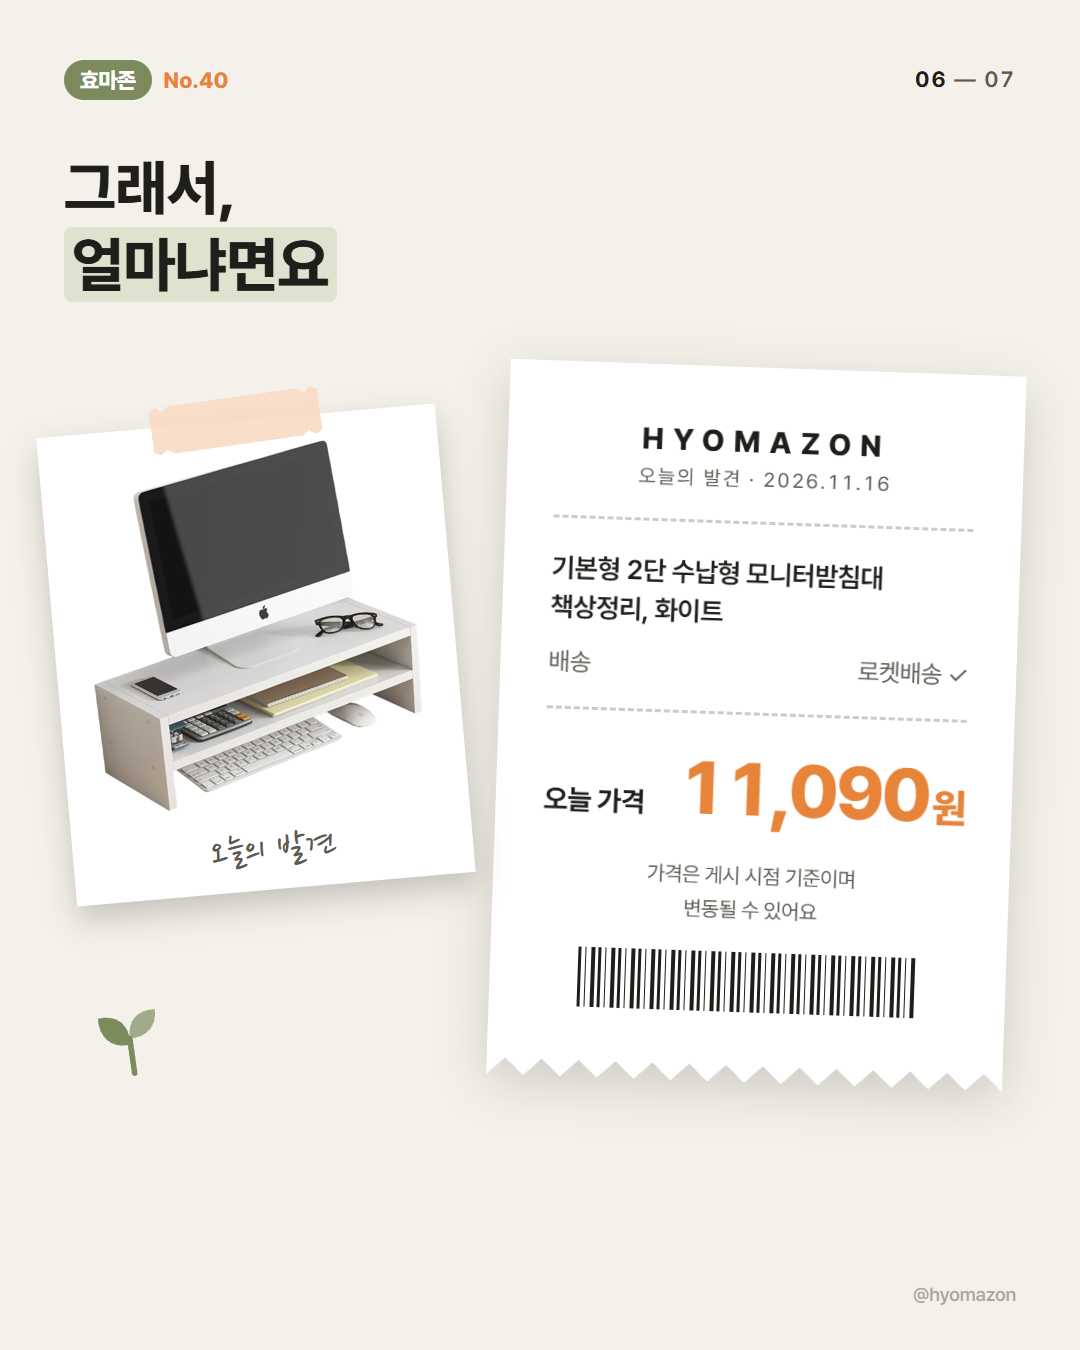 효마존 No.40
06 — 07
그래서,
얼마냐면요
HYOMAZON
오늘의 발견 · 2026.11.16
기본형 2단 수납형 모니터받침대
책상정리, 화이트
배송 로켓배송 ✓
오늘 가격 11,090원
가격은 게시 시점 기준이며
변동될 수 있어요
오늘의 발견
@hyomazon